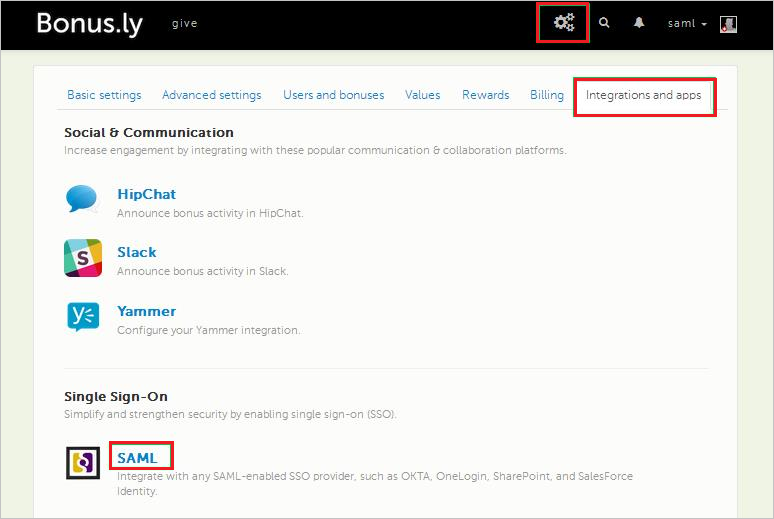 Bonus.ly give saml
Basic settings Advanced settings Users and bonuses Values Rewards Billing Integrations and apps
Social & Communication
Increase engagement by integrating with these popular communication & collaboration platforms.
HipChat
Announce bonus activity in HipChat.
S
Slack
Announce bonus activity in Slack.
y
Yammer
Configure your Yammer integration.
Single Sign-On
Simplify and strengthen security by enabling single sign-on (SSO).
SAML
Integrate with any SAML-enabled SSO provider, such as OKTA, OneLogin, SharePoint, and SalesForce
Identity.